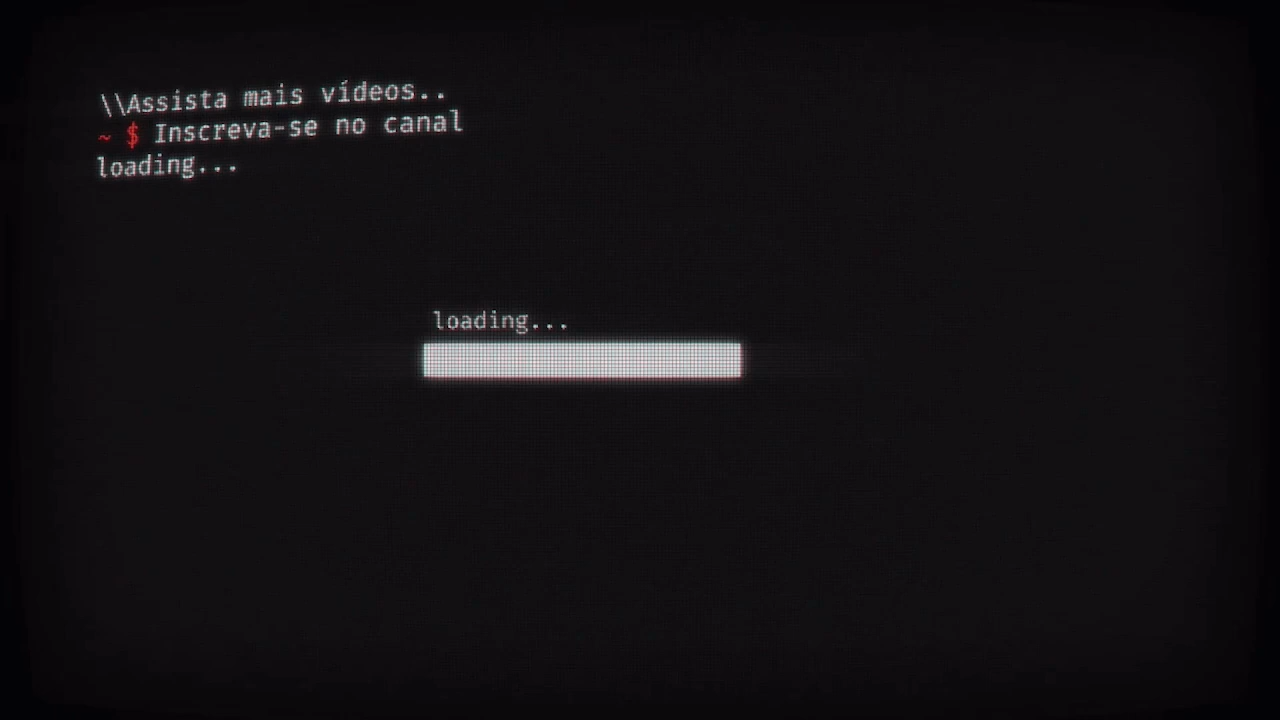 \\Assista mais vídeos..
~ $ Inscreva-se no canal
loading...
loading...